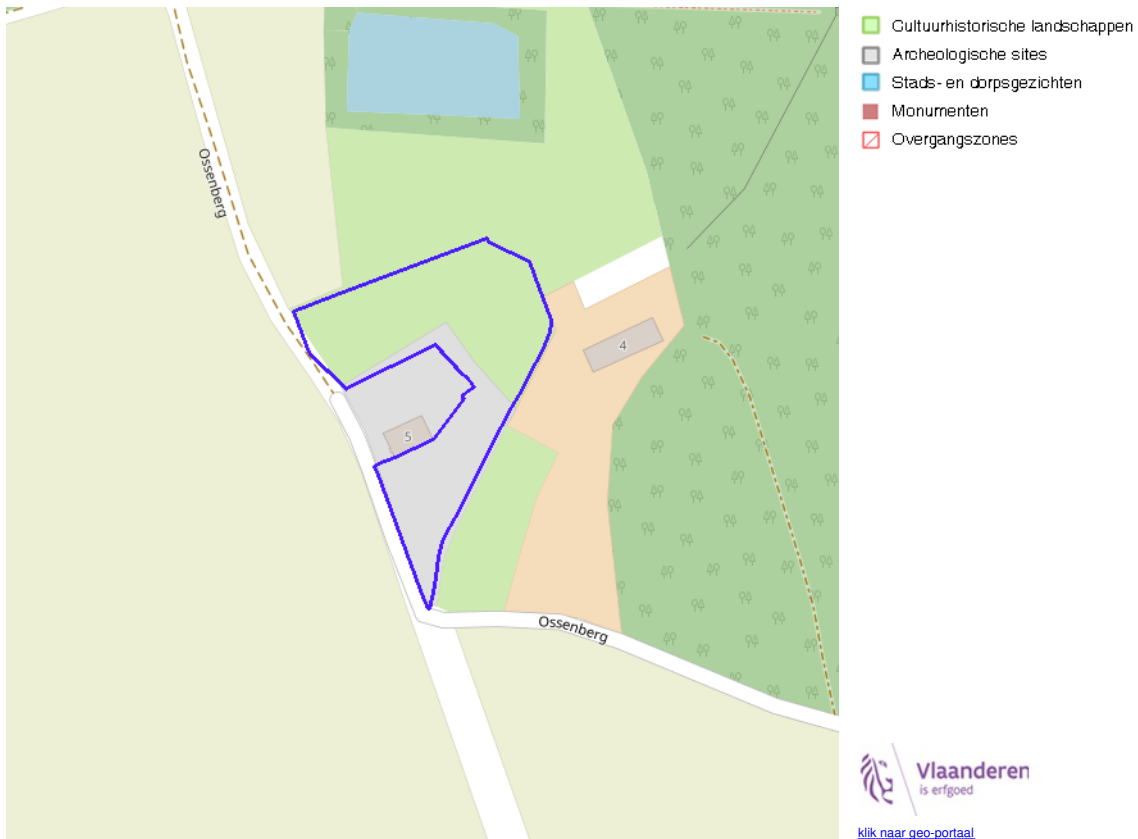 Cultuurhistorische landschappen
Archeologische sites
Stads- en dorpsgezichten
Monumenten
Overgangszones
Ossenberg
4
5
Ossenberg
Vlaanderen
is erfgoed
klik naar geo-portaal